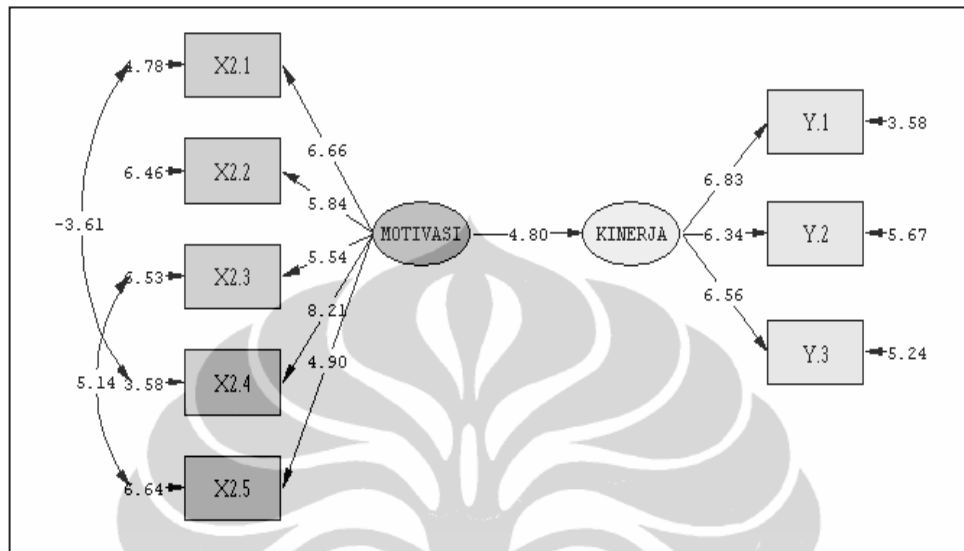 4.78
X2.1
6.46
X2.2
-3.61
6.53
X2.3
5.14
3.58
X2.4
6.64
X2.5
6.66
5.84
5.54
8.21
4.90
MOTIVASI
4.80
KINERJA
6.83
6.34
6.56
Y.1
3.58
Y.2
5.67
Y.3
5.24